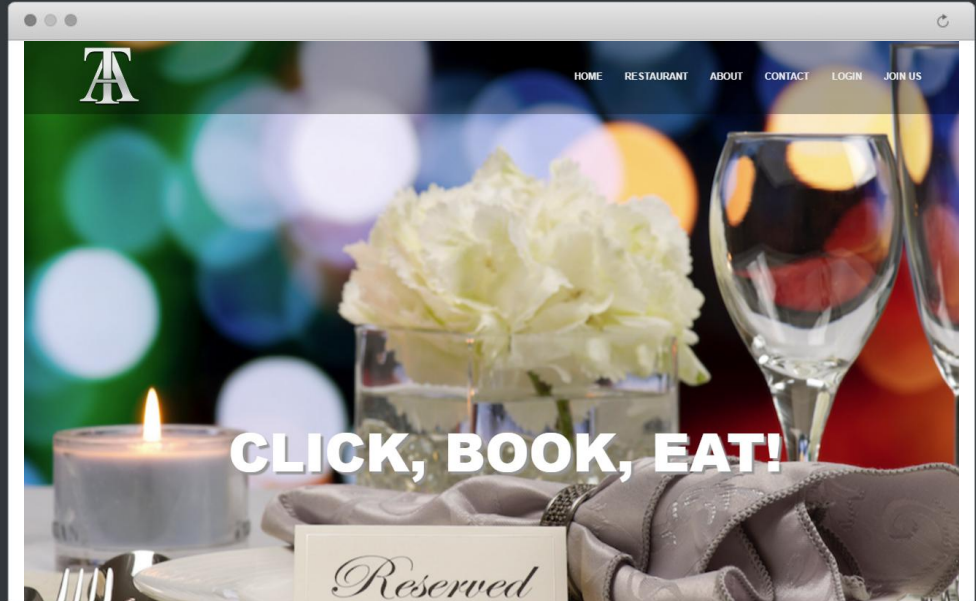 TA
HOME RESTAURANT ABOUT CONTACT LOGIN JOIN US
CLICK, BOOK, EAT!
Reserved